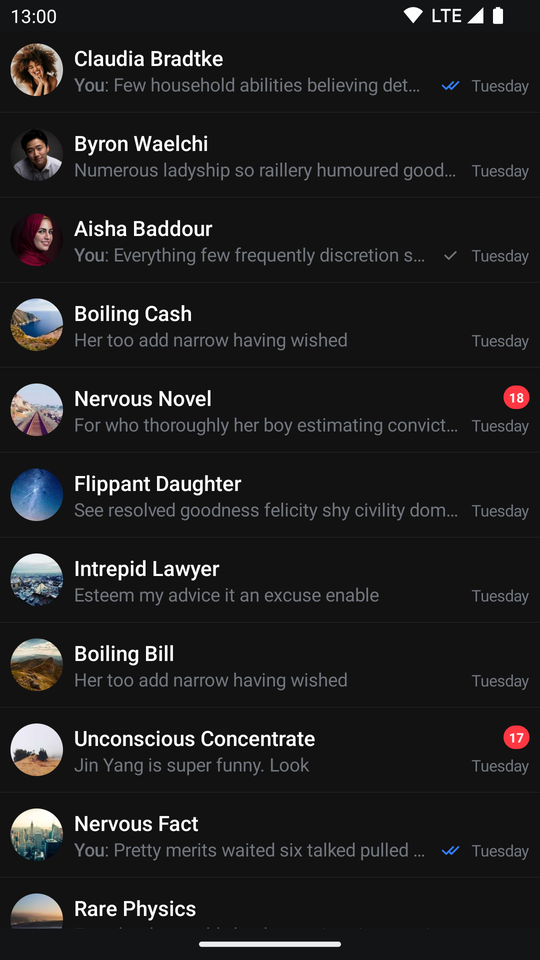 13:00 LTE
Claudia Bradtke
You: Few household abilities believing det... Tuesday
Byron Waelchi
Numerous ladyship so raillery humoured good... Tuesday
Aisha Baddour
You: Everything few frequently discretion s... Tuesday
Boiling Cash
Her too add narrow having wished Tuesday
Nervous Novel 18
For who thoroughly her boy estimating convict... Tuesday
Flippant Daughter
See resolved goodness felicity shy civility dom... Tuesday
Intrepid Lawyer
Esteem my advice it an excuse enable Tuesday
Boiling Bill
Her too add narrow having wished Tuesday
Unconscious Concentrate 17
Jin Yang is super funny. Look Tuesday
Nervous Fact
You: Pretty merits waited six talked pulled ... Tuesday
Rare Physics